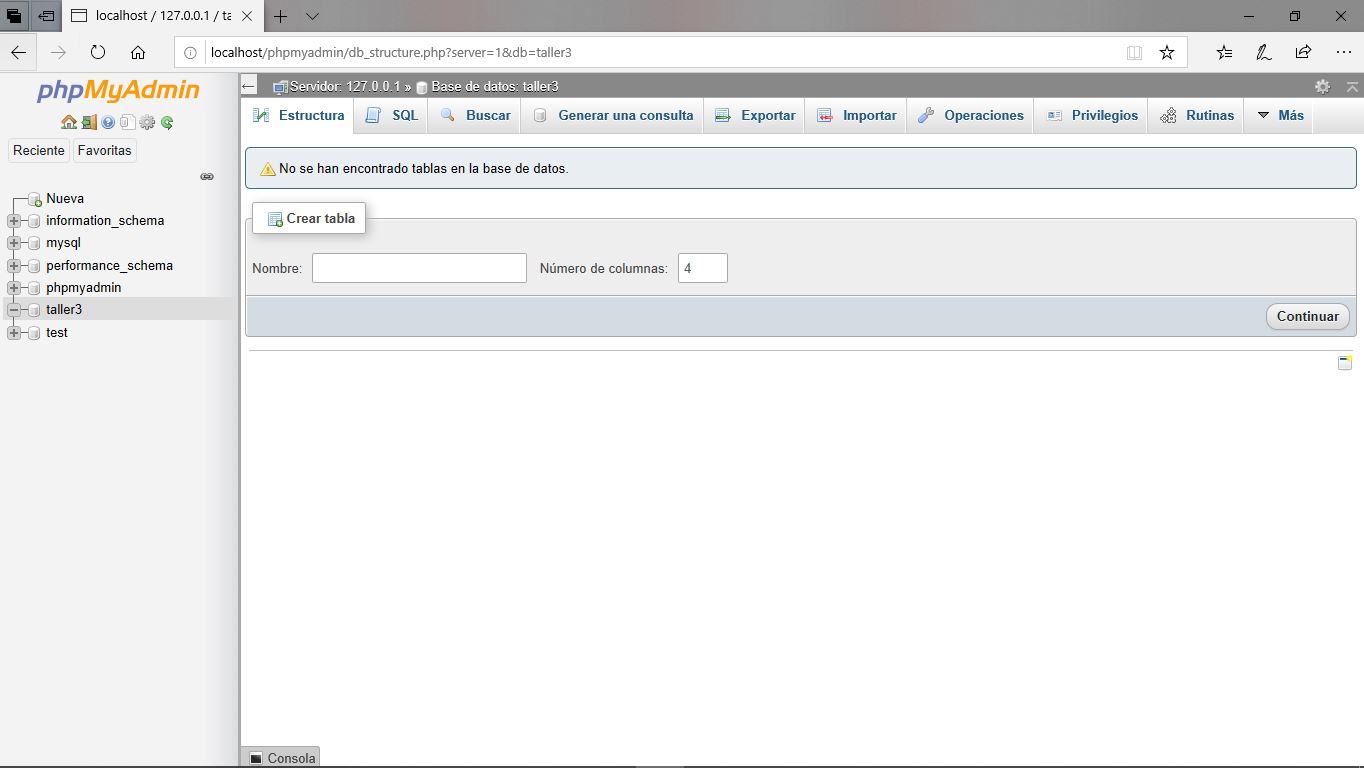 localhost / 127.0.0.1 / ta
localhost/phpmyadmin/db_structure.php?server=1&db=taller3
phpMyAdmin
Reciente Favoritas
Nueva
information_schema
mysql
performance_schema
phpmyadmin
taller3
test
Servidor: 127.0.0.1 » Base de datos: taller3
Estructura SQL Buscar Generar una consulta Exportar Importar Operaciones Privilegios Rutinas Más
No se han encontrado tablas en la base de datos.
Crear tabla
Nombre: Número de columnas: 4
Continuar
Consola